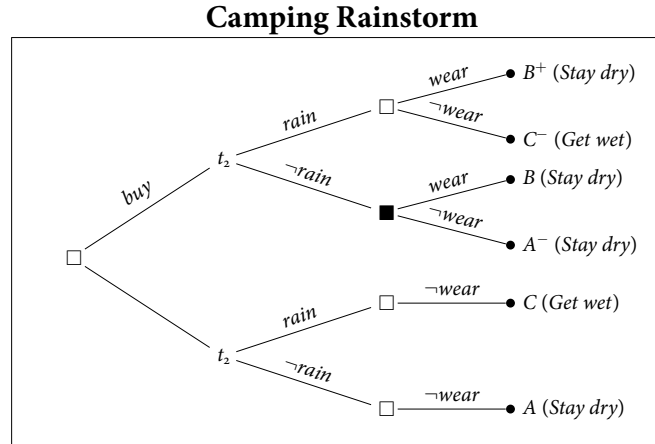 Camping Rainstorm
wear
B⁺ (Stay dry)
rain
¬wear
C⁻ (Get wet)
t₂
buy
¬rain
wear
B (Stay dry)
¬wear
A⁻ (Stay dry)
rain
¬wear
C (Get wet)
t₂
¬rain
¬wear
A (Stay dry)